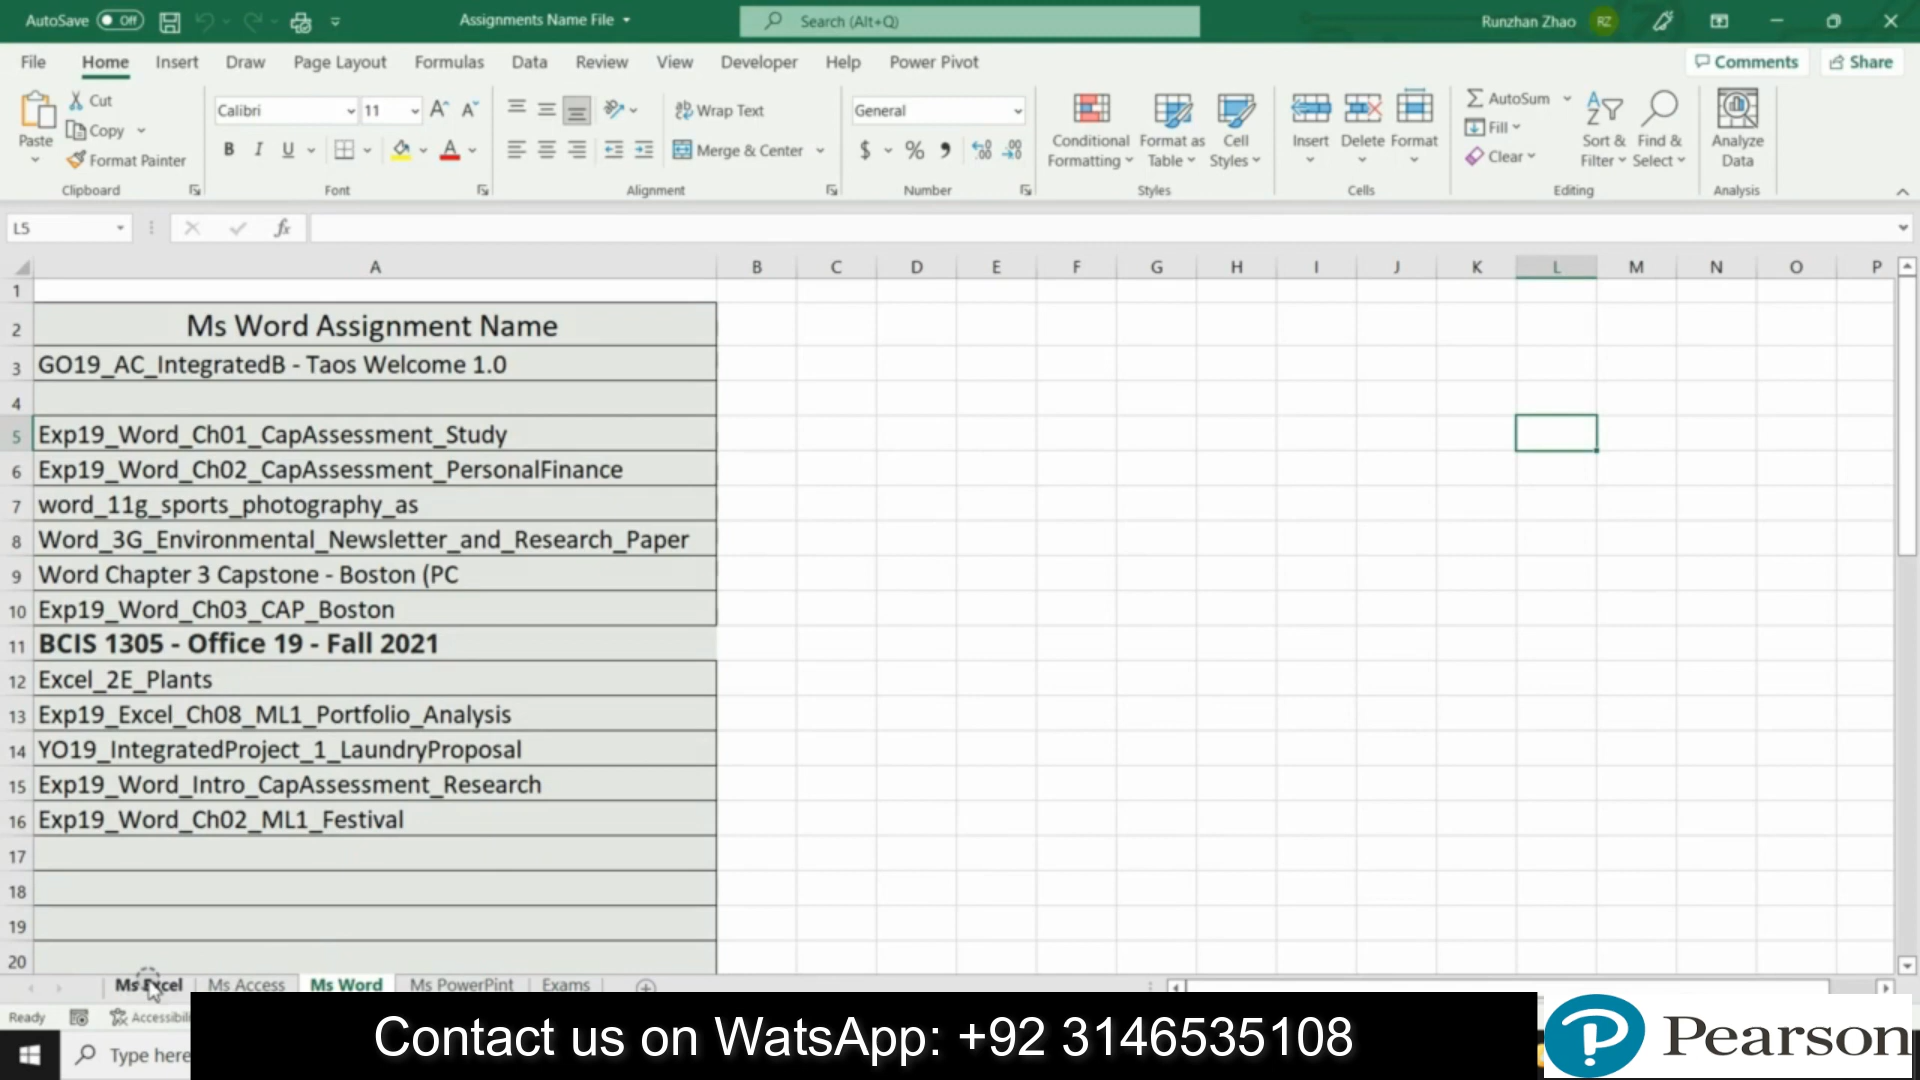 AutoSave Off
Assignments Name File
Search (Alt+Q)
Runzhan Zhao RZ
File Home Insert Draw Page Layout Formulas Data Review View Developer Help Power Pivot
Comments Share
Paste
Cut
Copy
Format Painter
Clipboard
Calibri 11
B I U
Font
Wrap Text
Merge & Center
Alignment
General
$ % ,
Number
Conditional Formatting
Format as Table
Cell Styles
Styles
Insert Delete Format
Cells
AutoSum
Fill
Clear
Sort & Filter
Find & Select
Editing
Analyze Data
Analysis
L5
fx
A B C D E F G H I J K L M N O P
1
2 Ms Word Assignment Name
3 GO19_AC_IntegratedB - Taos Welcome 1.0
4
5 Exp19_Word_Ch01_CapAssessment_Study
6 Exp19_Word_Ch02_CapAssessment_PersonalFinance
7 word_11g_sports_photography_as
8 Word_3G_Environmental_Newsletter_and_Research_Paper
9 Word Chapter 3 Capstone - Boston (PC
10 Exp19_Word_Ch03_CAP_Boston
11 BCIS 1305 - Office 19 - Fall 2021
12 Excel_2E_Plants
13 Exp19_Excel_Ch08_ML1_Portfolio_Analysis
14 YO19_IntegratedProject_1_LaundryProposal
15 Exp19_Word_Intro_CapAssessment_Research
16 Exp19_Word_Ch02_ML1_Festival
17
18
19
20
Ms Excel Ms Access Ms Word Ms PowerPint Exams
Ready Accessibili
Type here
Contact us on WatsApp: +92 3146535108
P Pearson